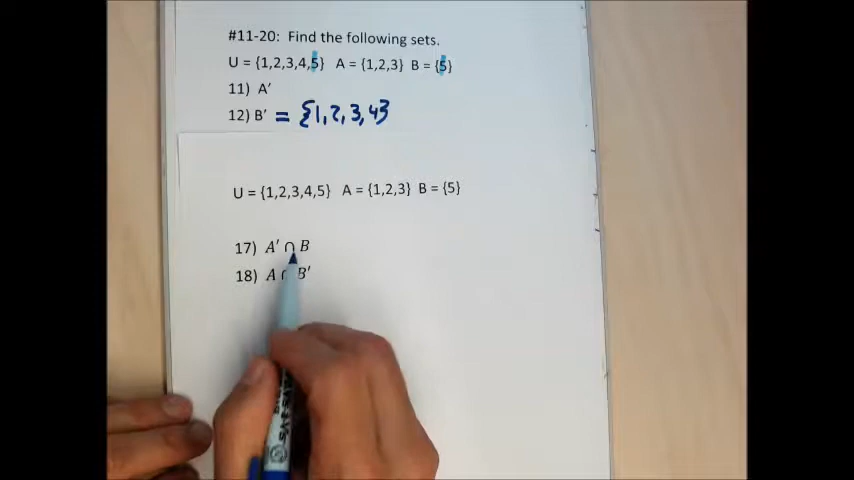 #11-20: Find the following sets.
U = {1,2,3,4,5} A = {1,2,3} B = {5}
11) A'
12) B' = {1,2,3,4}
U = {1,2,3,4,5} A = {1,2,3} B = {5}
17) A' ∩ B
18) A ∩ B'